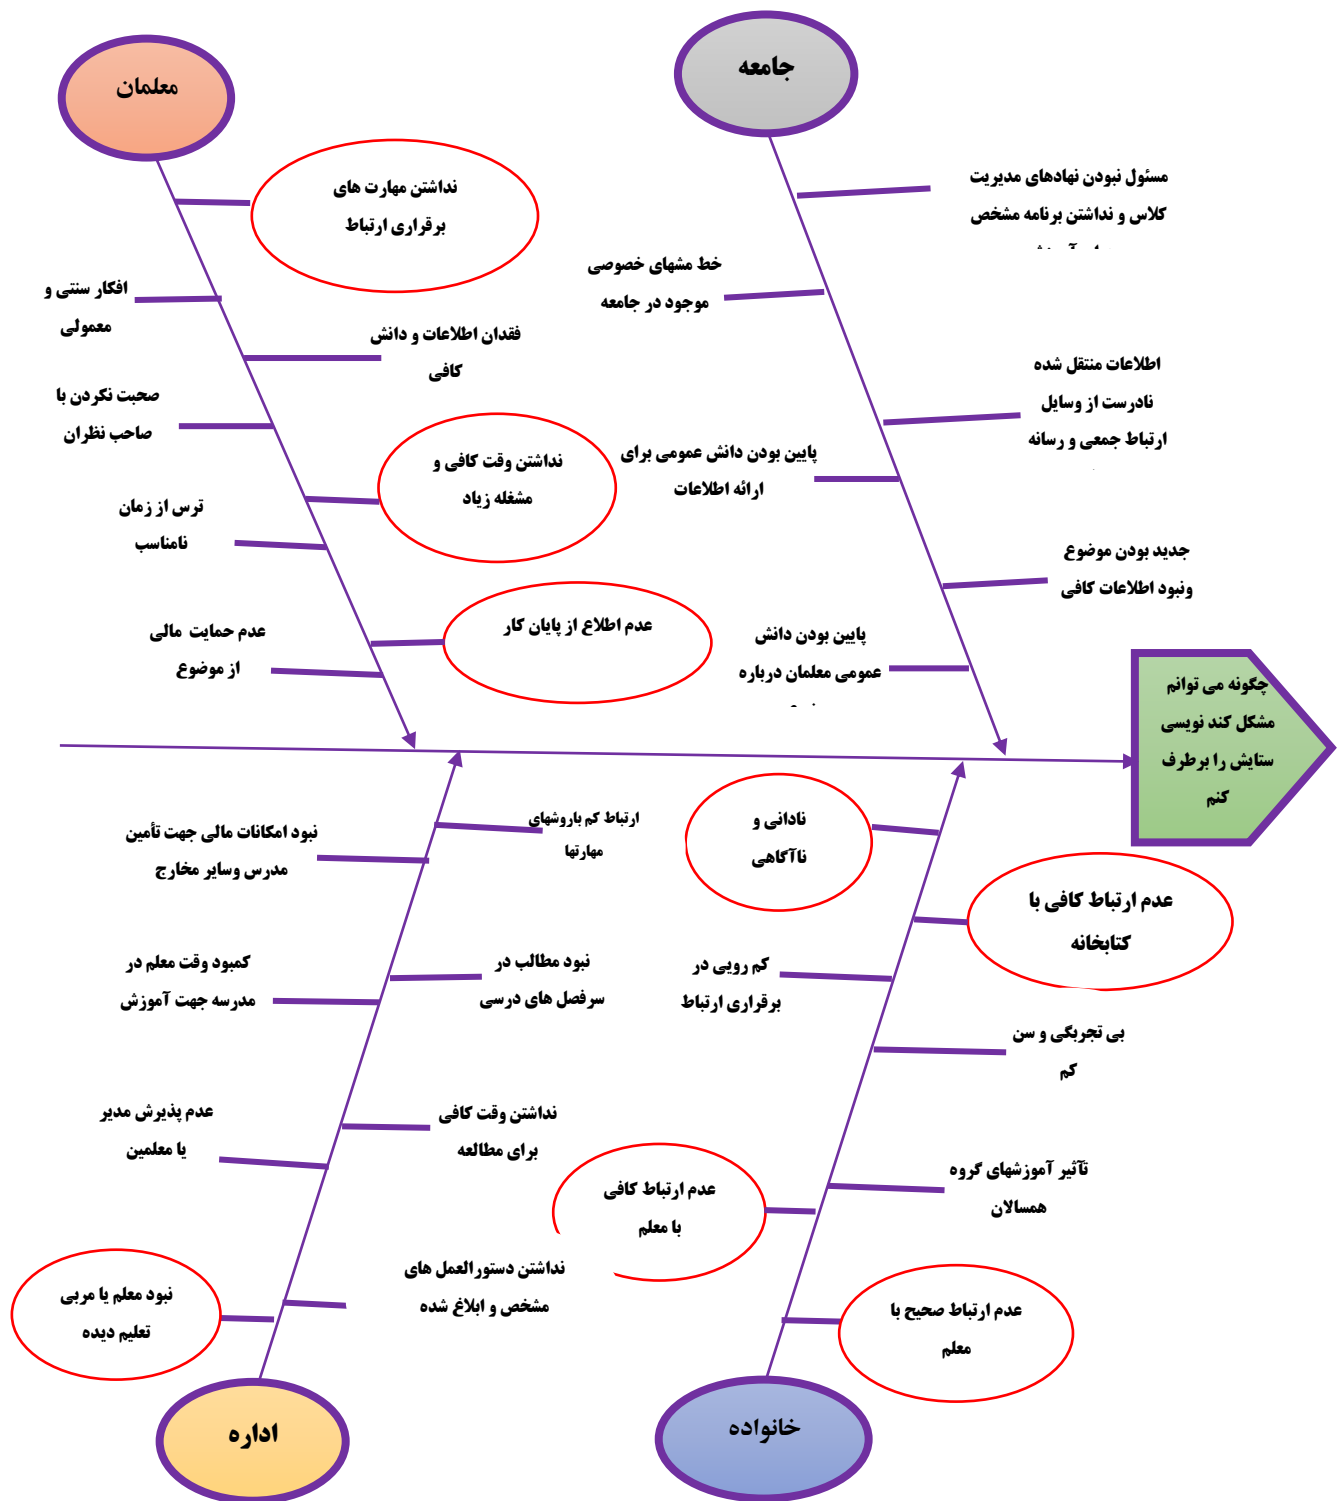 جامعه
معلمان
مسئول نبودن نهادهای مدیریت
کلاس و نداشتن برنامه مشخص
خط مشهای خصوصی
موجود در جامعه
اطلاعات منتقل شده
نادرست از وسایل
ارتباط جمعی و رسانه
پایین بودن دانش عمومی برای
ارائه اطلاعات
جدید بودن موضوع
ونبود اطلاعات کافی
پایین بودن دانش
عمومی معلمان درباره
نداشتن مهارت های
برقراری ارتباط
افکار سنتی و
معمولی
فقدان اطلاعات و دانش
کافی
صحبت نکردن با
صاحب نظران
نداشتن وقت کافی و
مشغله زیاد
ترس از زمان
نامناسب
عدم اطلاع از پایان کار
عدم حمایت مالی
از موضوع
چگونه می توانم
مشکل کند نویسی
ستایش را برطرف
کنم
نادانی و
ناآگاهی
عدم ارتباط کافی با
کتابخانه
کم رویی در
برقراری ارتباط
بی تجربگی و سن
کم
تآثیر آموزشهای گروه
همسالان
عدم ارتباط کافی
با معلم
عدم ارتباط صحیح با
معلم
خانواده
ارتباط کم باروشهای
مهارتها
نبود امکانات مالی جهت تأمین
مدرس وسایر مخارج
نبود مطالب در
سرفصل های درسی
کمبود وقت معلم در
مدرسه جهت آموزش
نداشتن وقت کافی
برای مطالعه
عدم پذیرش مدیر
یا معلمین
نداشتن دستورالعمل های
مشخص و ابلاغ شده
نبود معلم یا مربی
تعلیم دیده
اداره